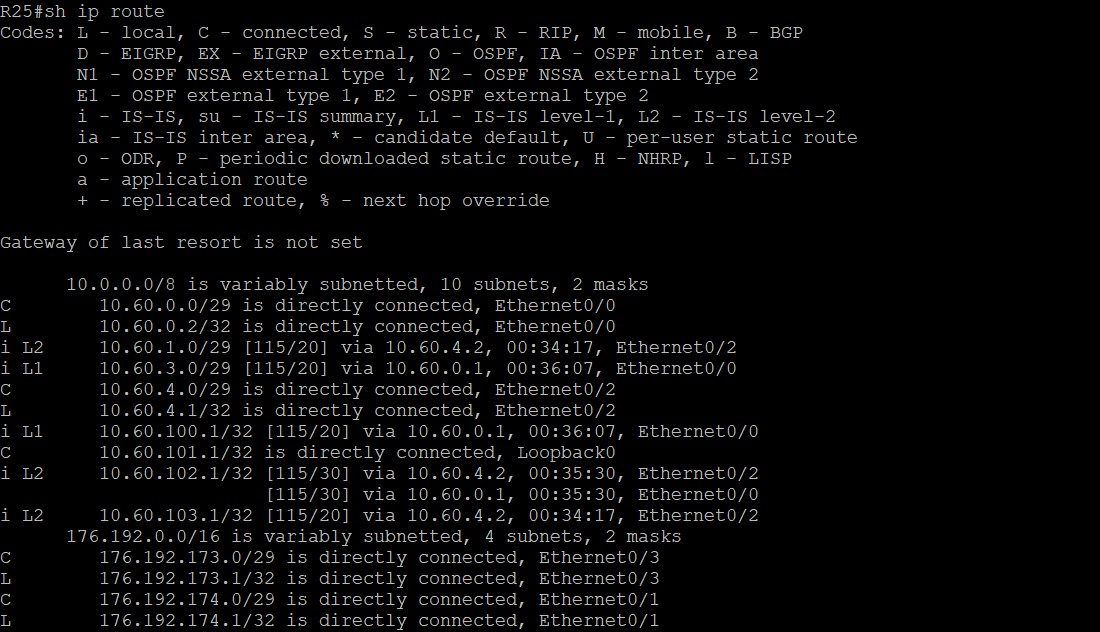 R25#sh ip route
Codes: L - local, C - connected, S - static, R - RIP, M - mobile, B - BGP
       D - EIGRP, EX - EIGRP external, O - OSPF, IA - OSPF inter area
       N1 - OSPF NSSA external type 1, N2 - OSPF NSSA external type 2
       E1 - OSPF external type 1, E2 - OSPF external type 2
       i - IS-IS, su - IS-IS summary, L1 - IS-IS level-1, L2 - IS-IS level-2
       ia - IS-IS inter area, * - candidate default, U - per-user static route
       o - ODR, P - periodic downloaded static route, H - NHRP, l - LISP
       a - application route
       + - replicated route, % - next hop override

Gateway of last resort is not set

      10.0.0.0/8 is variably subnetted, 10 subnets, 2 masks
C        10.60.0.0/29 is directly connected, Ethernet0/0
L        10.60.0.2/32 is directly connected, Ethernet0/0
i L2     10.60.1.0/29 [115/20] via 10.60.4.2, 00:34:17, Ethernet0/2
i L1     10.60.3.0/29 [115/20] via 10.60.0.1, 00:36:07, Ethernet0/0
C        10.60.4.0/29 is directly connected, Ethernet0/2
L        10.60.4.1/32 is directly connected, Ethernet0/2
i L1     10.60.100.1/32 [115/20] via 10.60.0.1, 00:36:07, Ethernet0/0
C        10.60.101.1/32 is directly connected, Loopback0
i L2     10.60.102.1/32 [115/30] via 10.60.4.2, 00:35:30, Ethernet0/2
                        [115/30] via 10.60.0.1, 00:35:30, Ethernet0/0
i L2     10.60.103.1/32 [115/20] via 10.60.4.2, 00:34:17, Ethernet0/2
      176.192.0.0/16 is variably subnetted, 4 subnets, 2 masks
C        176.192.173.0/29 is directly connected, Ethernet0/3
L        176.192.173.1/32 is directly connected, Ethernet0/3
C        176.192.174.0/29 is directly connected, Ethernet0/1
L        176.192.174.1/32 is directly connected, Ethernet0/1